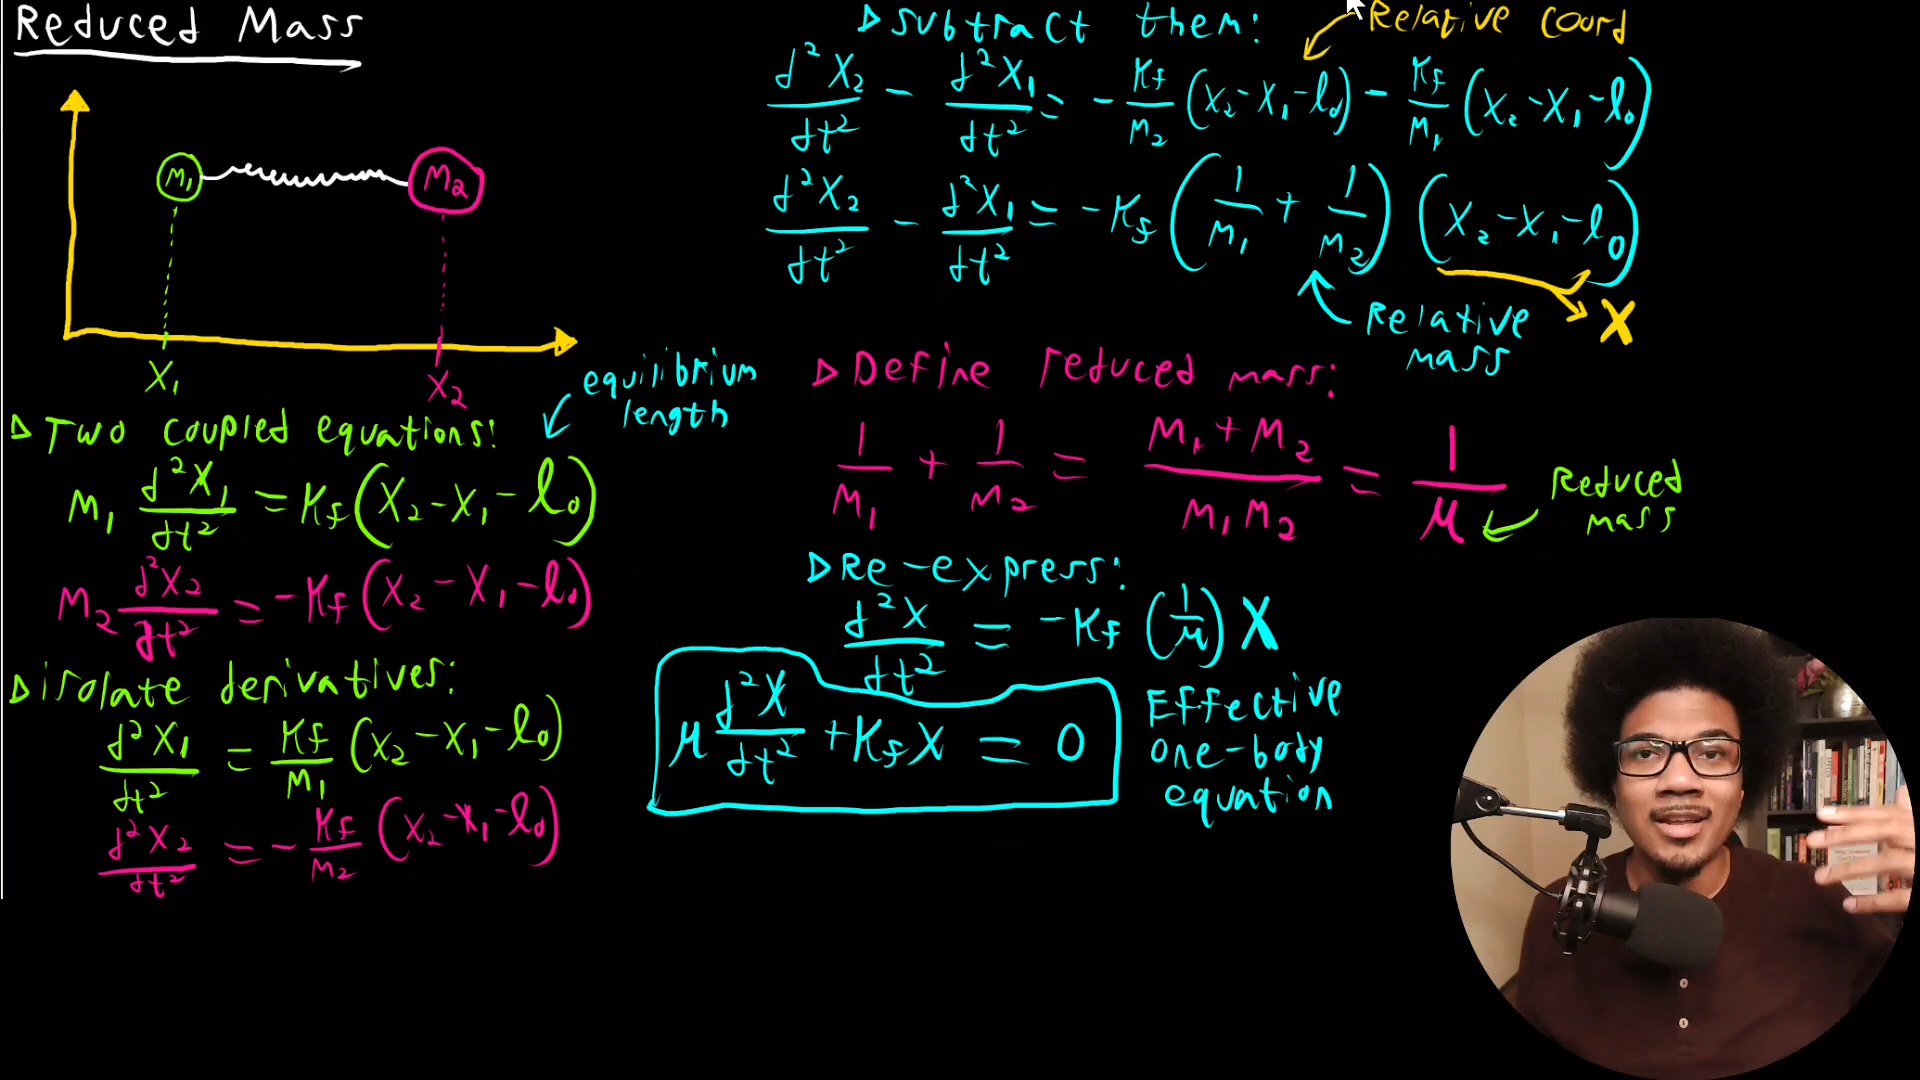 Reduced Mass
M₁
M₂
X₁
X₂
equilibrium
length
▷ Two coupled equations:
M₁ d²X₁/dt² = Kf(X₂-X₁-l₀)
M₂ d²X₂/dt² = -Kf(X₂-X₁-l₀)
▷ isolate derivatives:
d²X₁/dt² = Kf/M₁ (X₂-X₁-l₀)
d²X₂/dt² = -Kf/M₂ (X₂-X₁-l₀)
▷ subtract them:
Relative coord
d²X₂/dt² - d²X₁/dt² = -Kf/M₂ (X₂-X₁-l₀) - Kf/M₁ (X₂-X₁-l₀)
d²X₂/dt² - d²X₁/dt² = -Kf (1/M₁ + 1/M₂) (X₂-X₁-l₀)
Relative
mass
X
▷ Define reduced mass:
1/M₁ + 1/M₂ = M₁+M₂/M₁M₂ = 1/μ
Reduced
mass
▷ Re-express:
d²X/dt² = -Kf (1/μ) X
μ d²X/dt² + KfX = 0
Effective
one-body
equation